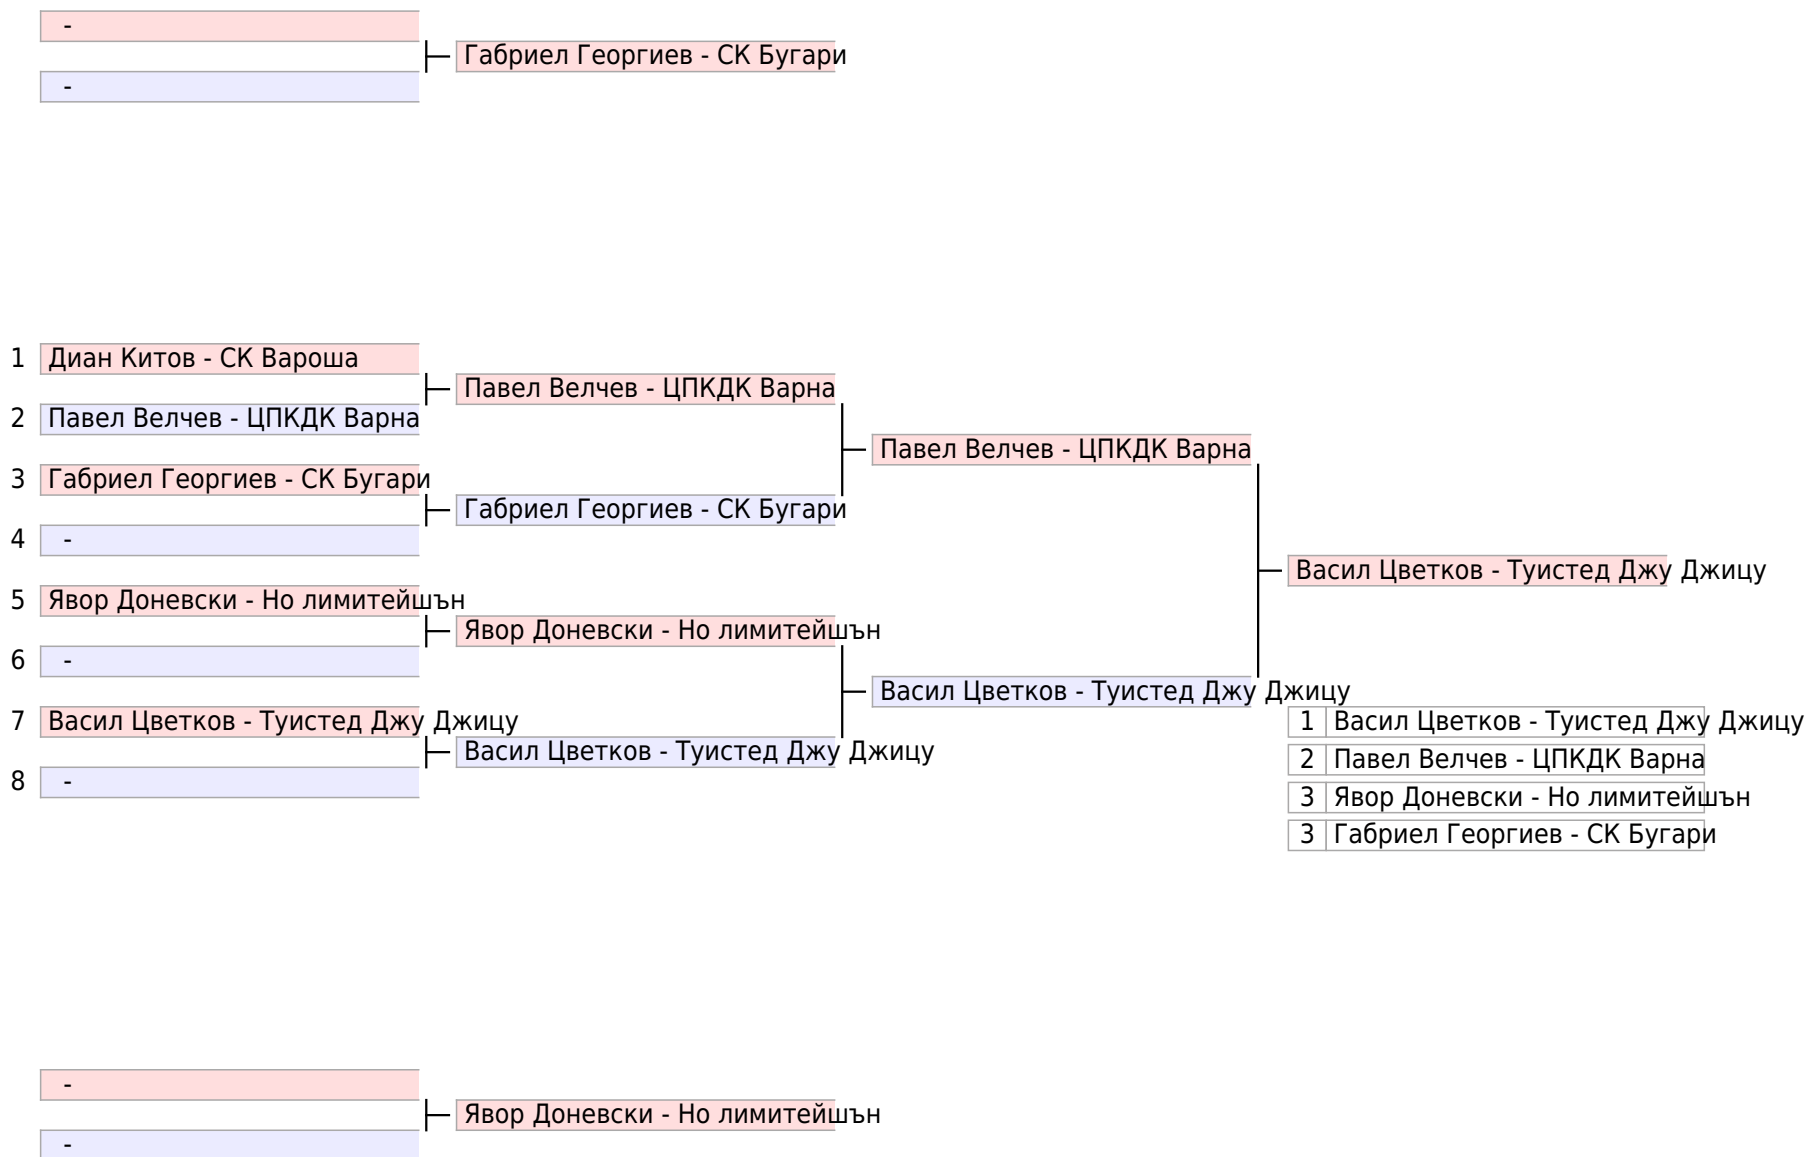 -
Габриел Георгиев - СК Бугари
-
1 Диан Китов - СК Вароша
Павел Велчев - ЦПКДК Варна
2 Павел Велчев - ЦПКДК Варна
Павел Велчев - ЦПКДК Варна
3 Габриел Георгиев - СК Бугари
Габриел Георгиев - СК Бугари
4 -
Васил Цветков - Туистед Джу Джицу
5 Явор Доневски - Но лимитейшън
Явор Доневски - Но лимитейшън
6 -
Васил Цветков - Туистед Джу Джицу
7 Васил Цветков - Туистед Джу Джицу
Васил Цветков - Туистед Джу Джицу
8 -
1 Васил Цветков - Туистед Джу Джицу
2 Павел Велчев - ЦПКДК Варна
3 Явор Доневски - Но лимитейшън
3 Габриел Георгиев - СК Бугари
-
Явор Доневски - Но лимитейшън
-